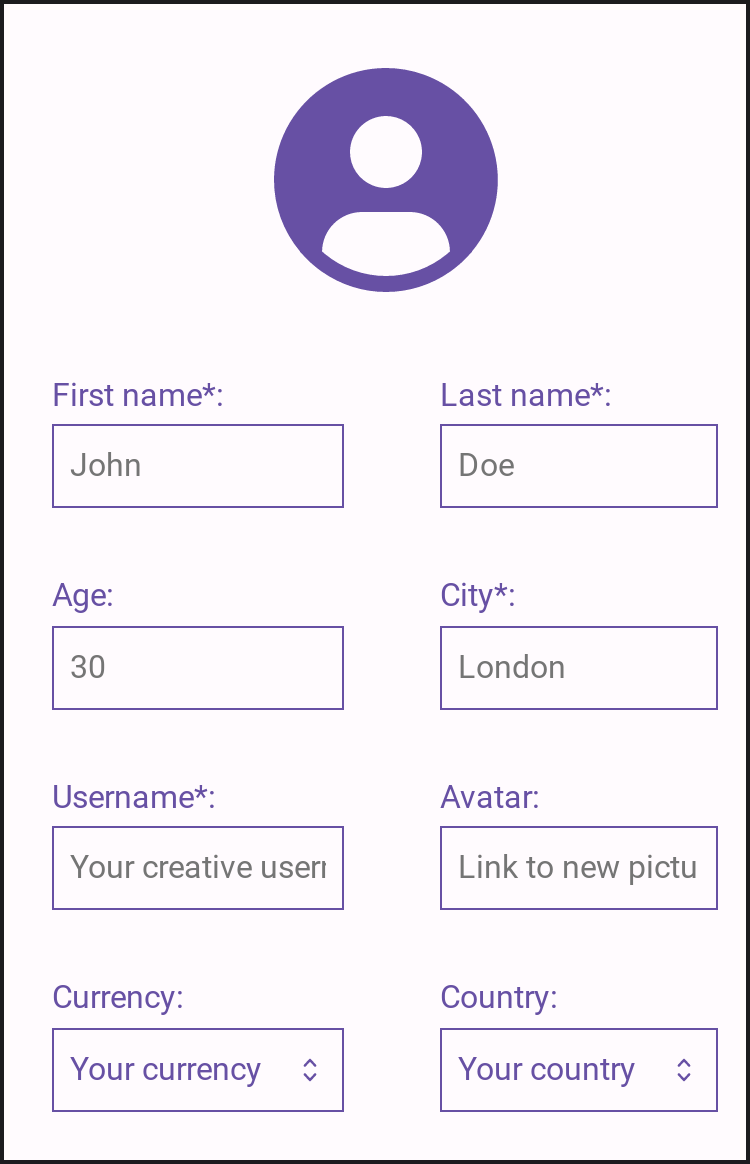 First name*:
Last name*:
John
Doe
Age:
City*:
30
London
Username*:
Avatar:
Your creative user
Link to new pictu
Currency:
Country:
Your currency
Your country